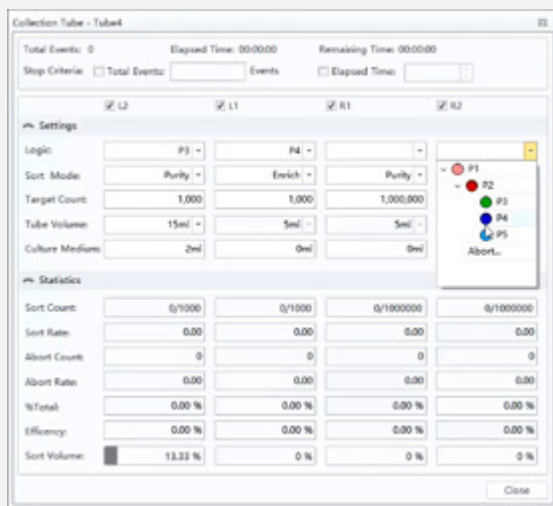 Collection Tube - Tube4
Total Events: 0 Elapsed Time: 00:00:00 Remaining Time: 00:00:00
Stop Criteria: Total Events: Events Elapsed Time:
L2 L1 R1 R2
Settings
Logic: P3 P4
Sort Mode: Purity Enrich Purity
Target Count: 1,000 1,000 1,000,000
Tube Volume: 15ml 5ml 5ml
Culture Medium: 2ml 0ml 0ml
P1
P2
P3
P4
P5
Abort...
Statistics
Sort Count: 0/1000 0/1000 0/1000000 0/1000000
Sort Rate: 0.00 0.00 0.00 0.00
Abort Count: 0 0 0 0
Abort Rate: 0.00 0.00 0.00 0.00
%Total: 0.00 % 0.00 % 0.00 % 0.00 %
Efficency: 0.00 % 0.00 % 0.00 % 0.00 %
Sort Volume: 13.33 % 0 % 0 % 0 %
Close